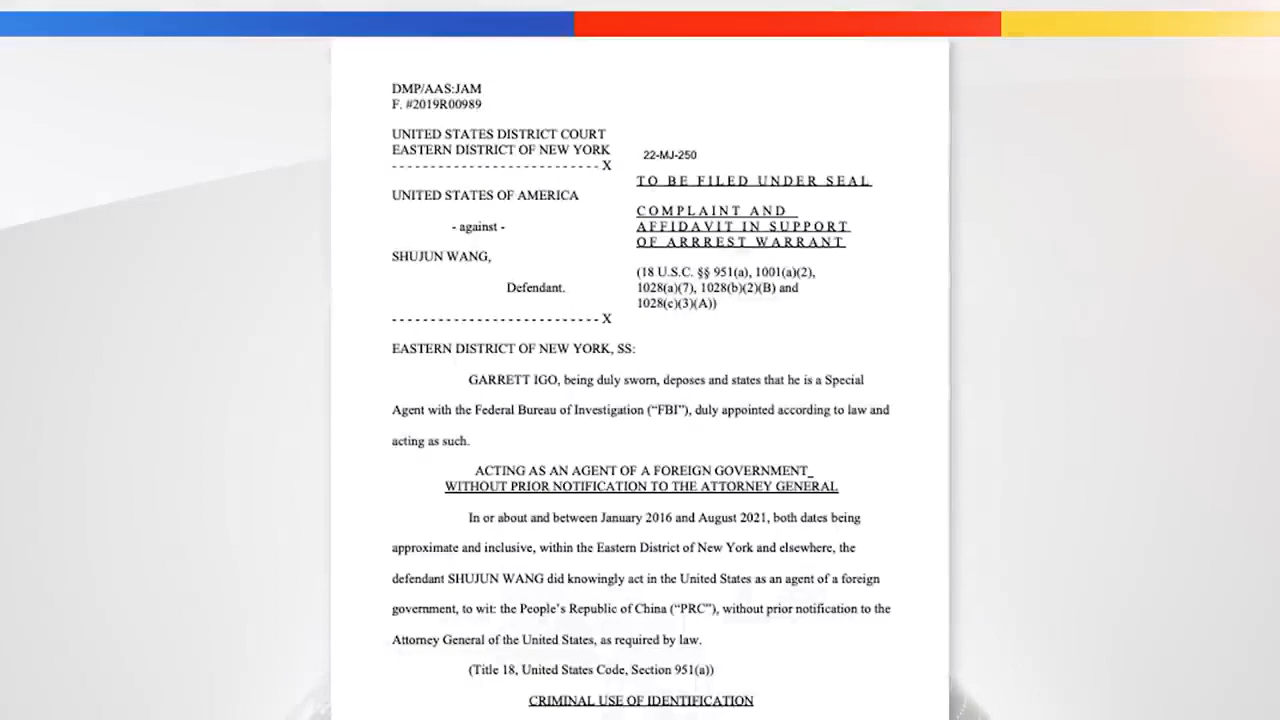 DMP/AAS:JAM
F. #2019R00989
UNITED STATES DISTRICT COURT
EASTERN DISTRICT OF NEW YORK
- - - - - - - - - - - - - - - - - - - - - - - - - - - X
UNITED STATES OF AMERICA
- against -
SHUJUN WANG,
Defendant.
- - - - - - - - - - - - - - - - - - - - - - - - - - - X
22-MJ-250
TO BE FILED UNDER SEAL
COMPLAINT AND
AFFIDAVIT IN SUPPORT
OF ARRREST WARRANT
(18 U.S.C. §§ 951(a), 1001(a)(2),
1028(a)(7), 1028(b)(2)(B) and
1028(c)(3)(A))
EASTERN DISTRICT OF NEW YORK, SS:
GARRETT IGO, being duly sworn, deposes and states that he is a Special
Agent with the Federal Bureau of Investigation (“FBI”), duly appointed according to law and
acting as such.
ACTING AS AN AGENT OF A FOREIGN GOVERNMENT
WITHOUT PRIOR NOTIFICATION TO THE ATTORNEY GENERAL
In or about and between January 2016 and August 2021, both dates being
approximate and inclusive, within the Eastern District of New York and elsewhere, the
defendant SHUJUN WANG did knowingly act in the United States as an agent of a foreign
government, to wit: the People’s Republic of China (“PRC”), without prior notification to the
Attorney General of the United States, as required by law.
(Title 18, United States Code, Section 951(a))
CRIMINAL USE OF IDENTIFICATION